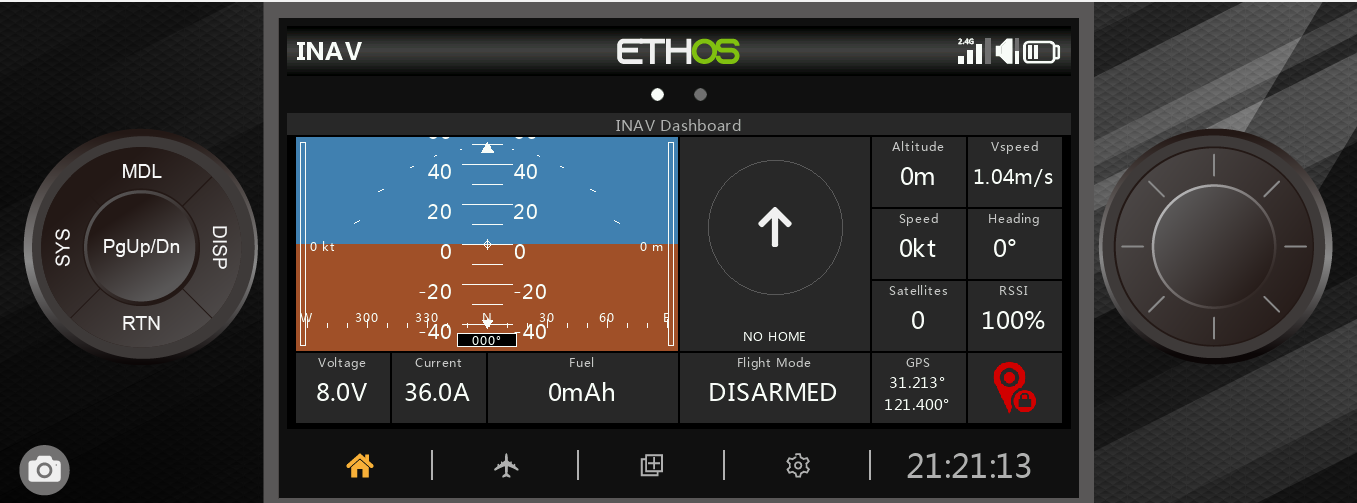 INAV
ETHOS
2.4G
INAV Dashboard
MDL
SYS
PgUp/Dn
DISP
RTN
40 40
20 20
0 kt 0 0 0 m
-20 -20
W 300 330 N 30 60 E
-40 -40
000°
NO HOME
Altitude
0m
Vspeed
1.04m/s
Speed
0kt
Heading
0°
Satellites
0
RSSI
100%
Voltage
8.0V
Current
36.0A
Fuel
0mAh
Flight Mode
DISARMED
GPS
31.213°
121.400°
21:21:13